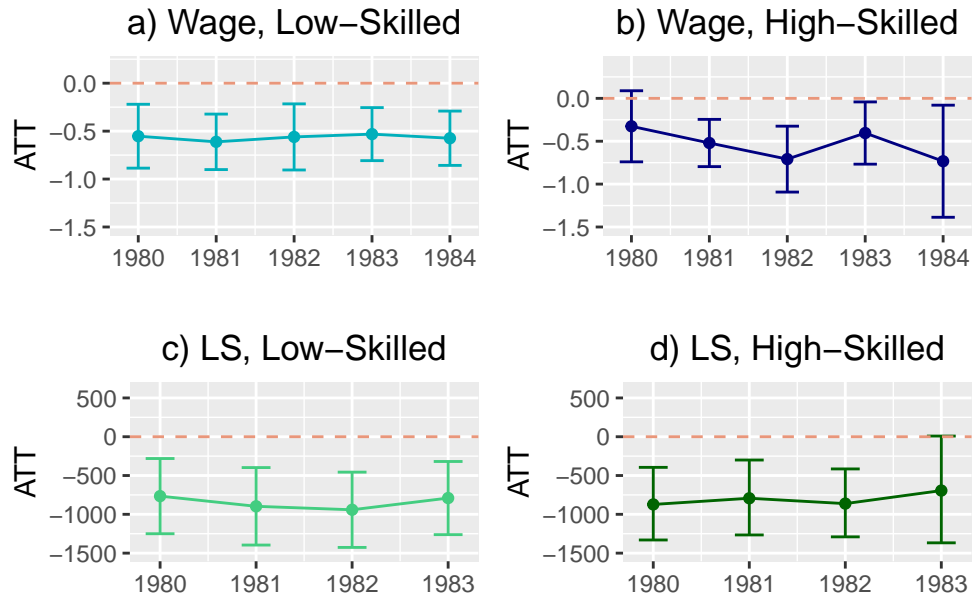 a) Wage, Low−Skilled
0.0
−0.5
−1.0
−1.5
ATT
1980 1981 1982 1983 1984
b) Wage, High−Skilled
0.0
−0.5
−1.0
−1.5
ATT
1980 1981 1982 1983 1984
c) LS, Low−Skilled
500
0
−500
−1000
−1500
ATT
1980 1981 1982 1983
d) LS, High−Skilled
500
0
−500
−1000
−1500
ATT
1980 1981 1982 1983